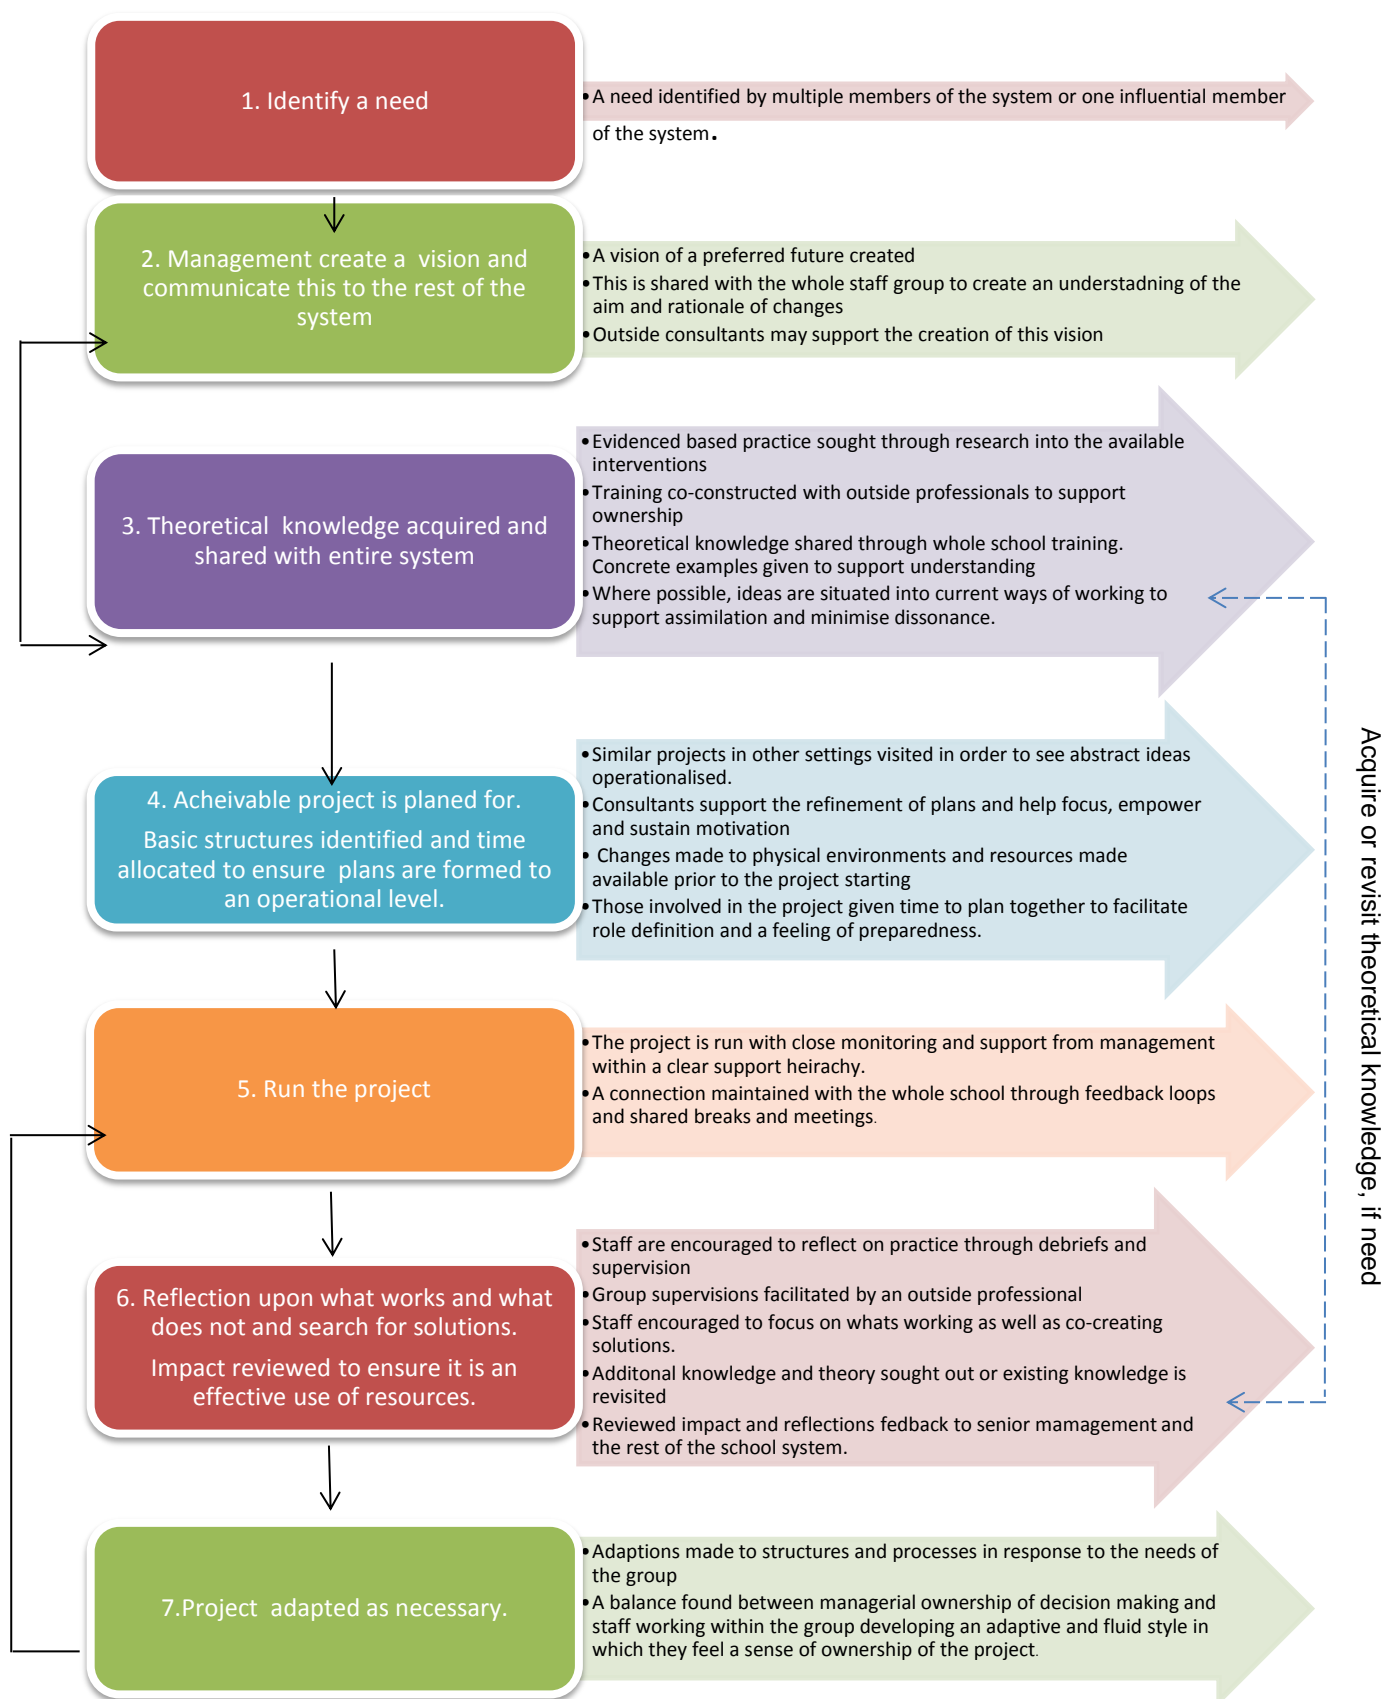 1. Identify a need
•A need identified by multiple members of the system or one influential member
of the system.
2. Management create a vision and
communicate this to the rest of the
system
•A vision of a preferred future created
•This is shared with the whole staff group to create an understadning of the
aim and rationale of changes
•Outside consultants may support the creation of this vision
3. Theoretical knowledge acquired and
shared with entire system
•Evidenced based practice sought through research into the available
interventions
•Training co-constructed with outside professionals to support
ownership
•Theoretical knowledge shared through whole school training.
Concrete examples given to support understanding
•Where possible, ideas are situated into current ways of working to
support assimilation and minimise dissonance.
4. Acheivable project is planed for.
Basic structures identified and time
allocated to ensure plans are formed to
an operational level.
•Similar projects in other settings visited in order to see abstract ideas
operationalised.
•Consultants support the refinement of plans and help focus, empower
and sustain motivation
• Changes made to physical environments and resources made
available prior to the project starting
•Those involved in the project given time to plan together to facilitate
role definition and a feeling of preparedness.
5. Run the project
•The project is run with close monitoring and support from management
within a clear support heirachy.
•A connection maintained with the whole school through feedback loops
and shared breaks and meetings.
6. Reflection upon what works and what
does not and search for solutions.
Impact reviewed to ensure it is an
effective use of resources.
•Staff are encouraged to reflect on practice through debriefs and
supervision
•Group supervisions facilitated by an outside professional
•Staff encouraged to focus on whats working as well as co-creating
solutions.
•Additonal knowledge and theory sought out or existing knowledge is
revisited
•Reviewed impact and reflections fedback to senior mamagement and
the rest of the school system.
7.Project adapted as necessary.
•Adaptions made to structures and processes in response to the needs of
the group
•A balance found between managerial ownership of decision making and
staff working within the group developing an adaptive and fluid style in
which they feel a sense of ownership of the project.
Acquire or revisit theoretical knowledge, if need